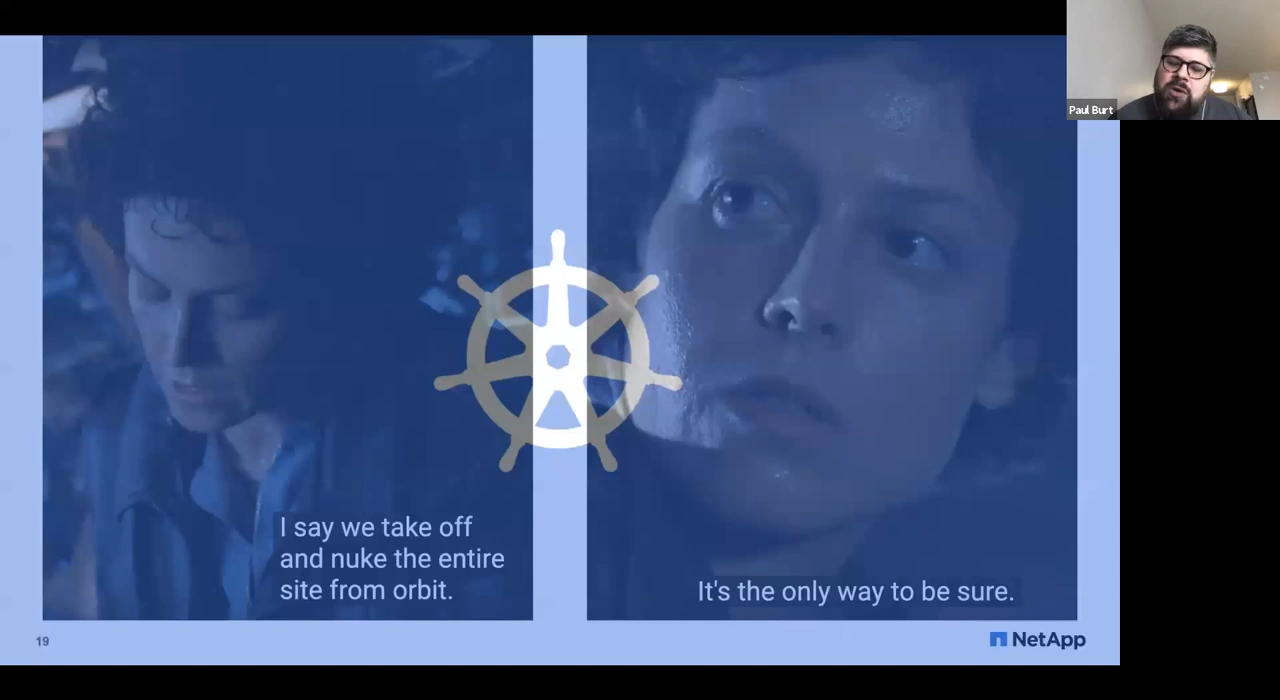 Paul Burt
I say we take off
and nuke the entire
site from orbit.
It's the only way to be sure.
19
NetApp